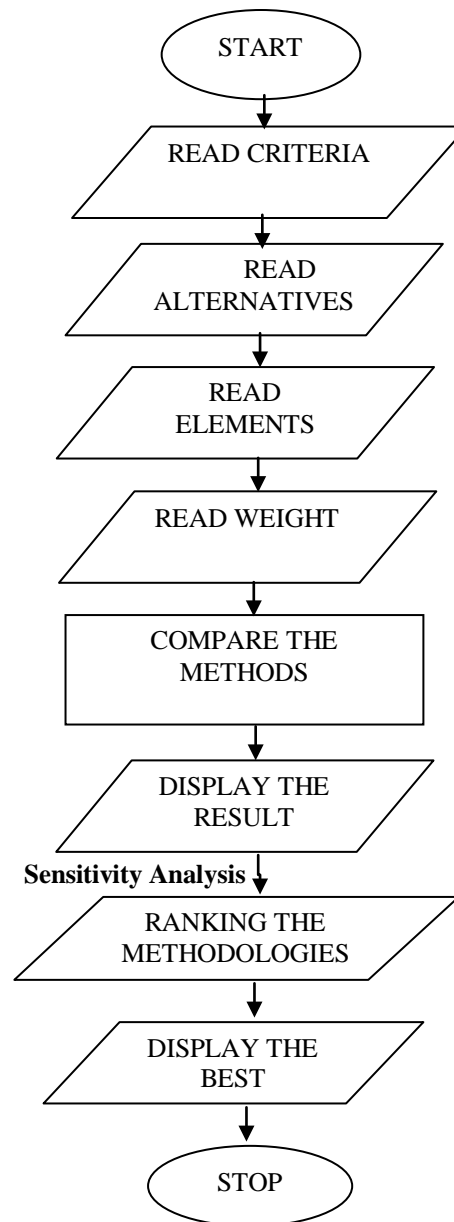 START
READ CRITERIA
READ
ALTERNATIVES
READ
ELEMENTS
READ WEIGHT
COMPARE THE
METHODS
DISPLAY THE
RESULT
Sensitivity Analysis
RANKING THE
METHODOLOGIES
DISPLAY THE
BEST
STOP